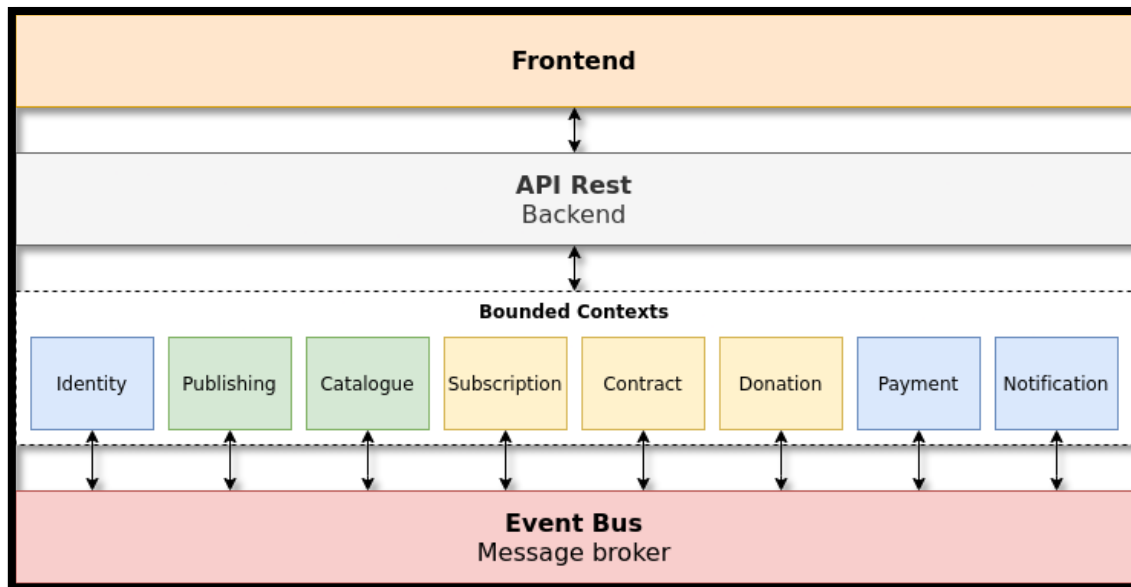 Frontend
API Rest
Backend
Bounded Contexts
Identity
Publishing
Catalogue
Subscription
Contract
Donation
Payment
Notification
Event Bus
Message broker